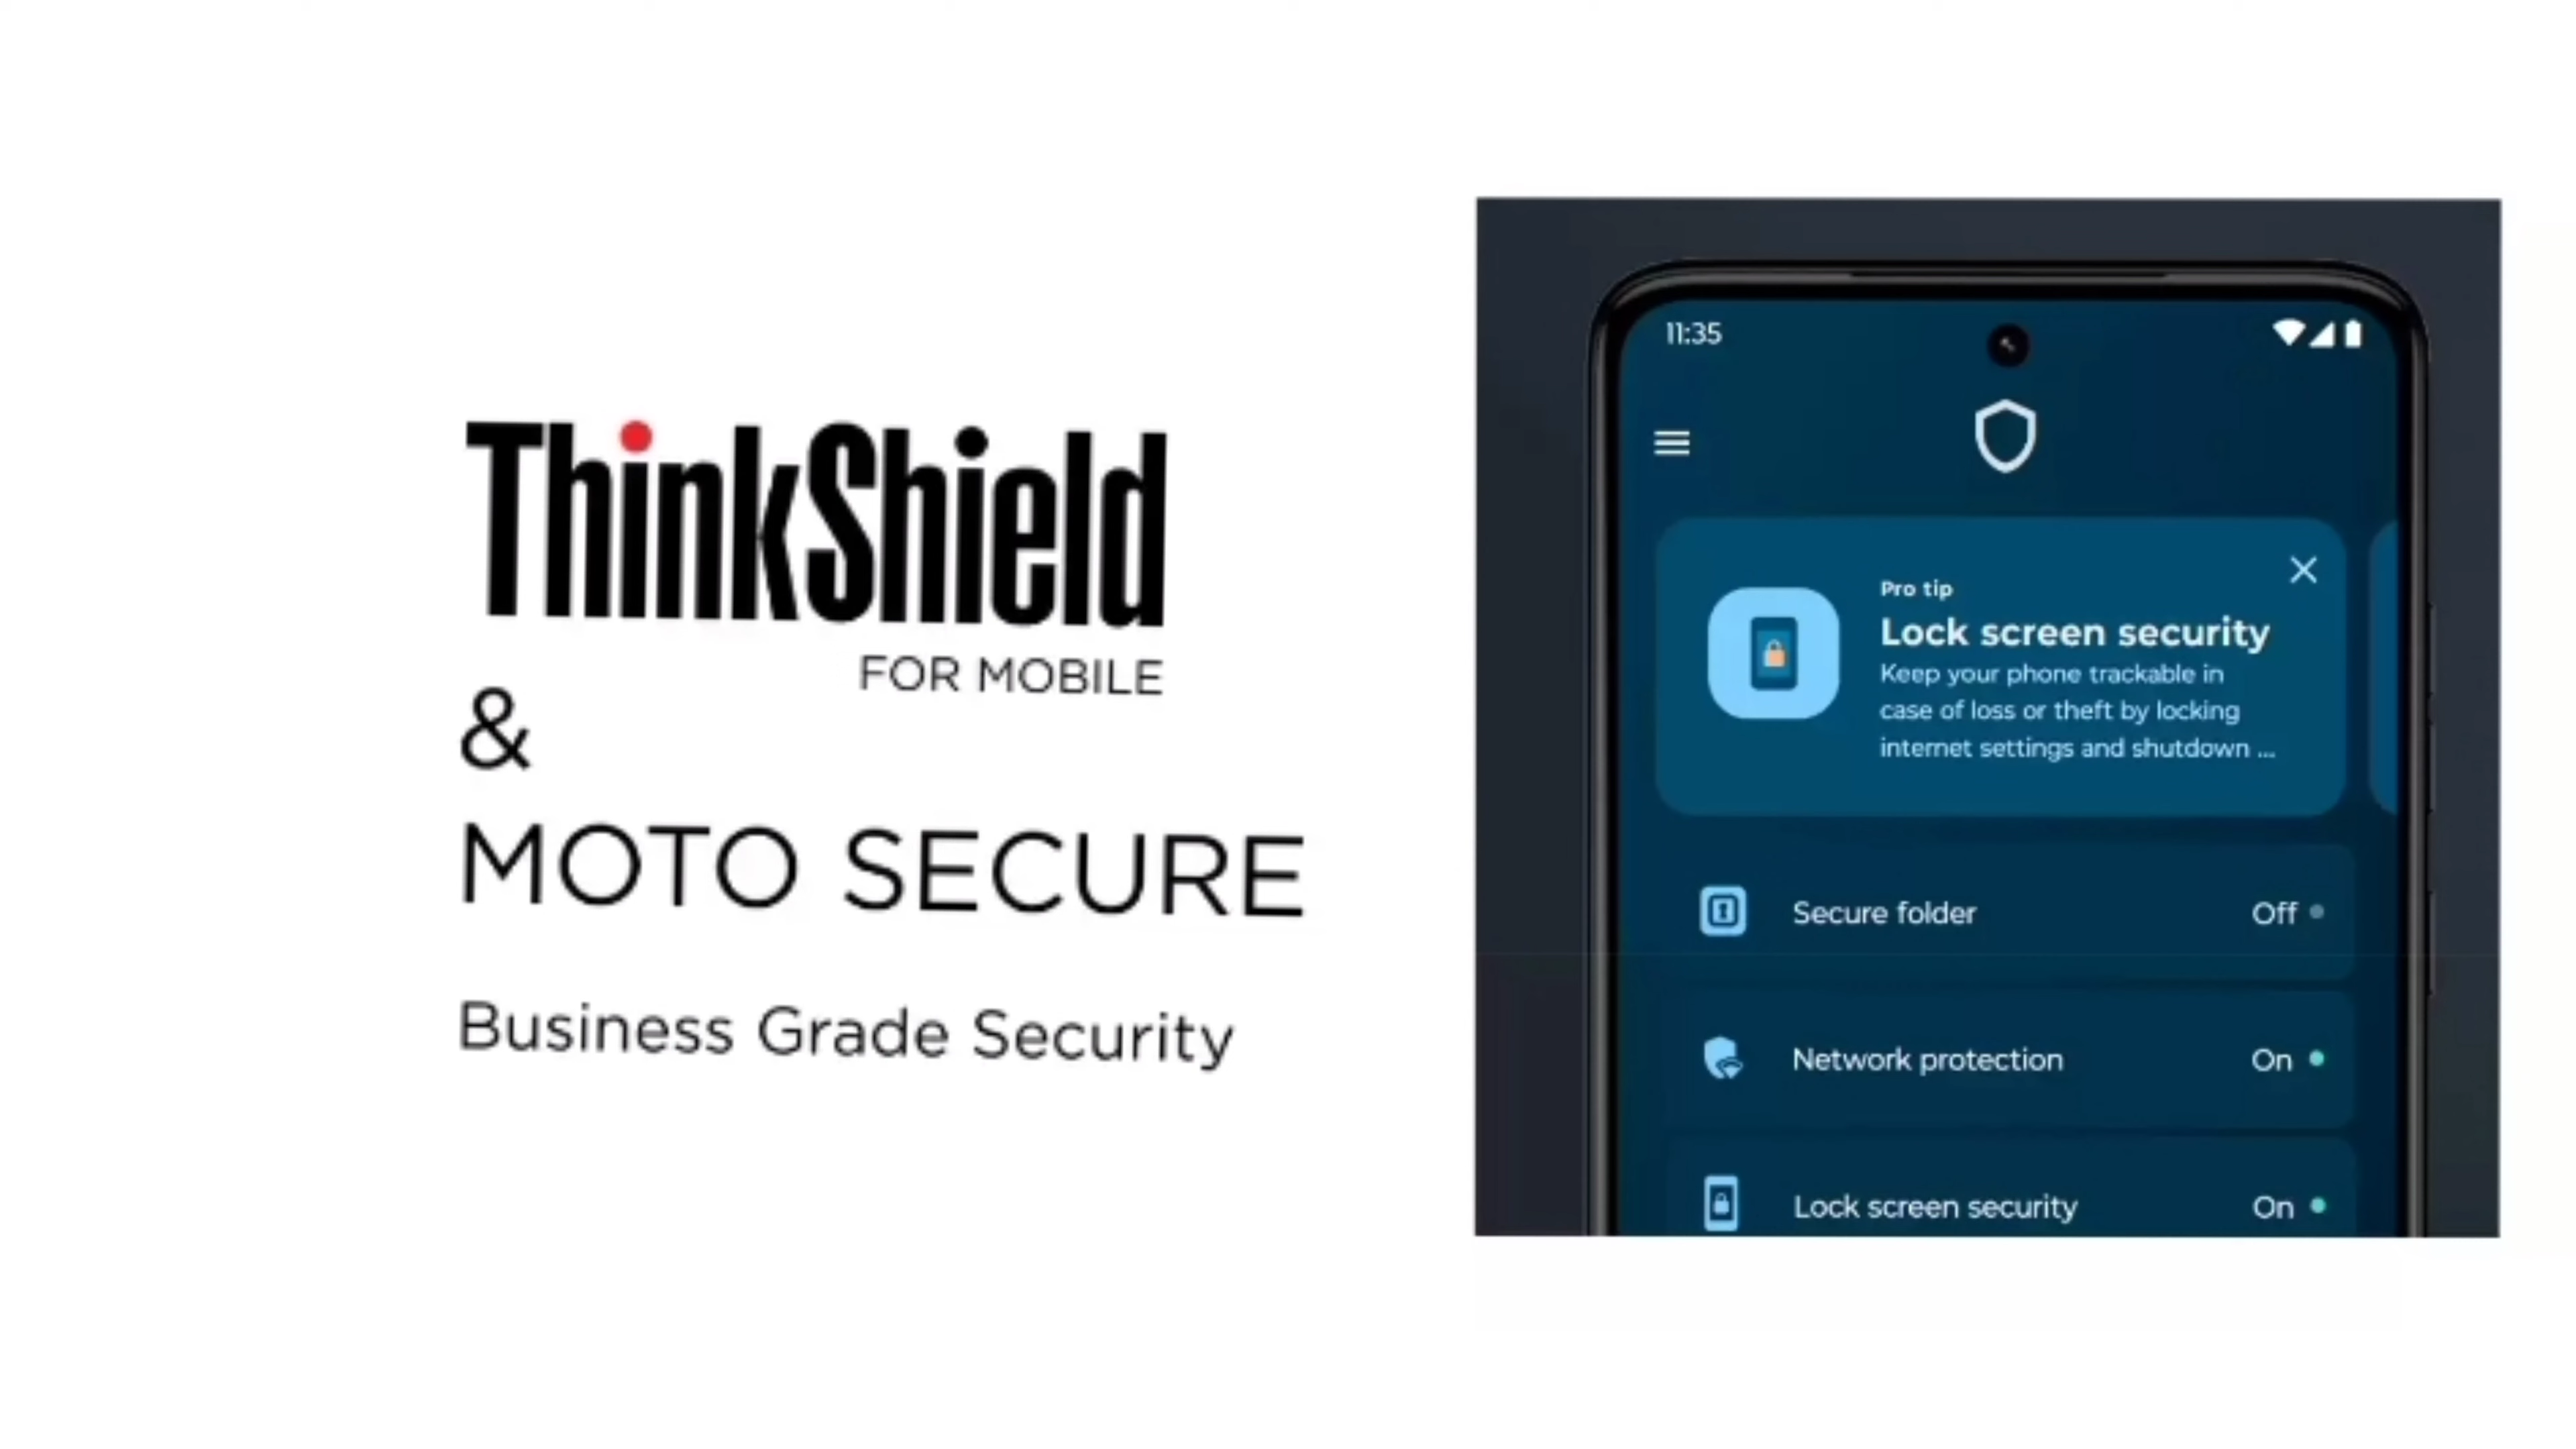 ThinkShield
FOR MOBILE
&
MOTO SECURE
Business Grade Security
11:35
Pro tip
Lock screen security
Keep your phone trackable in
case of loss or theft by locking
internet settings and shutdown ...
Secure folder Off
Network protection On
Lock screen security On